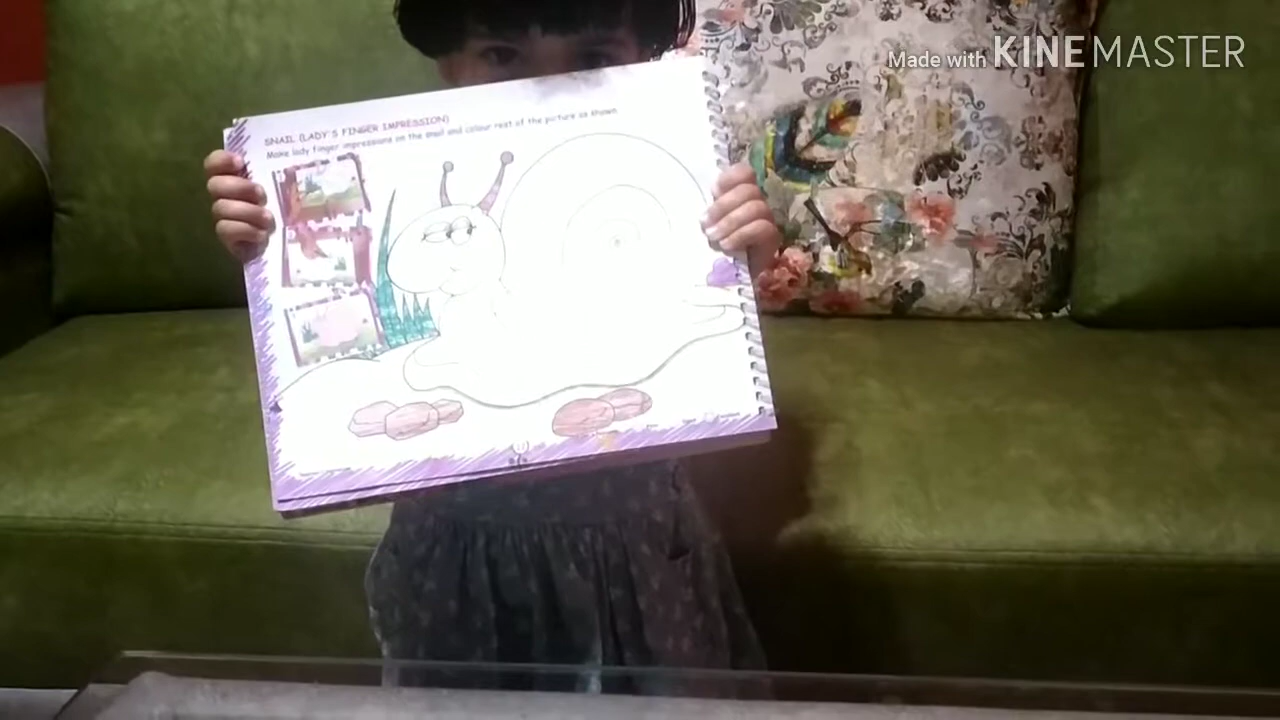 Made with KINEMASTER
SNAIL (LADY'S FINGER IMPRESSION)
Make lady finger impressions on the snail and colour rest of the picture as shown